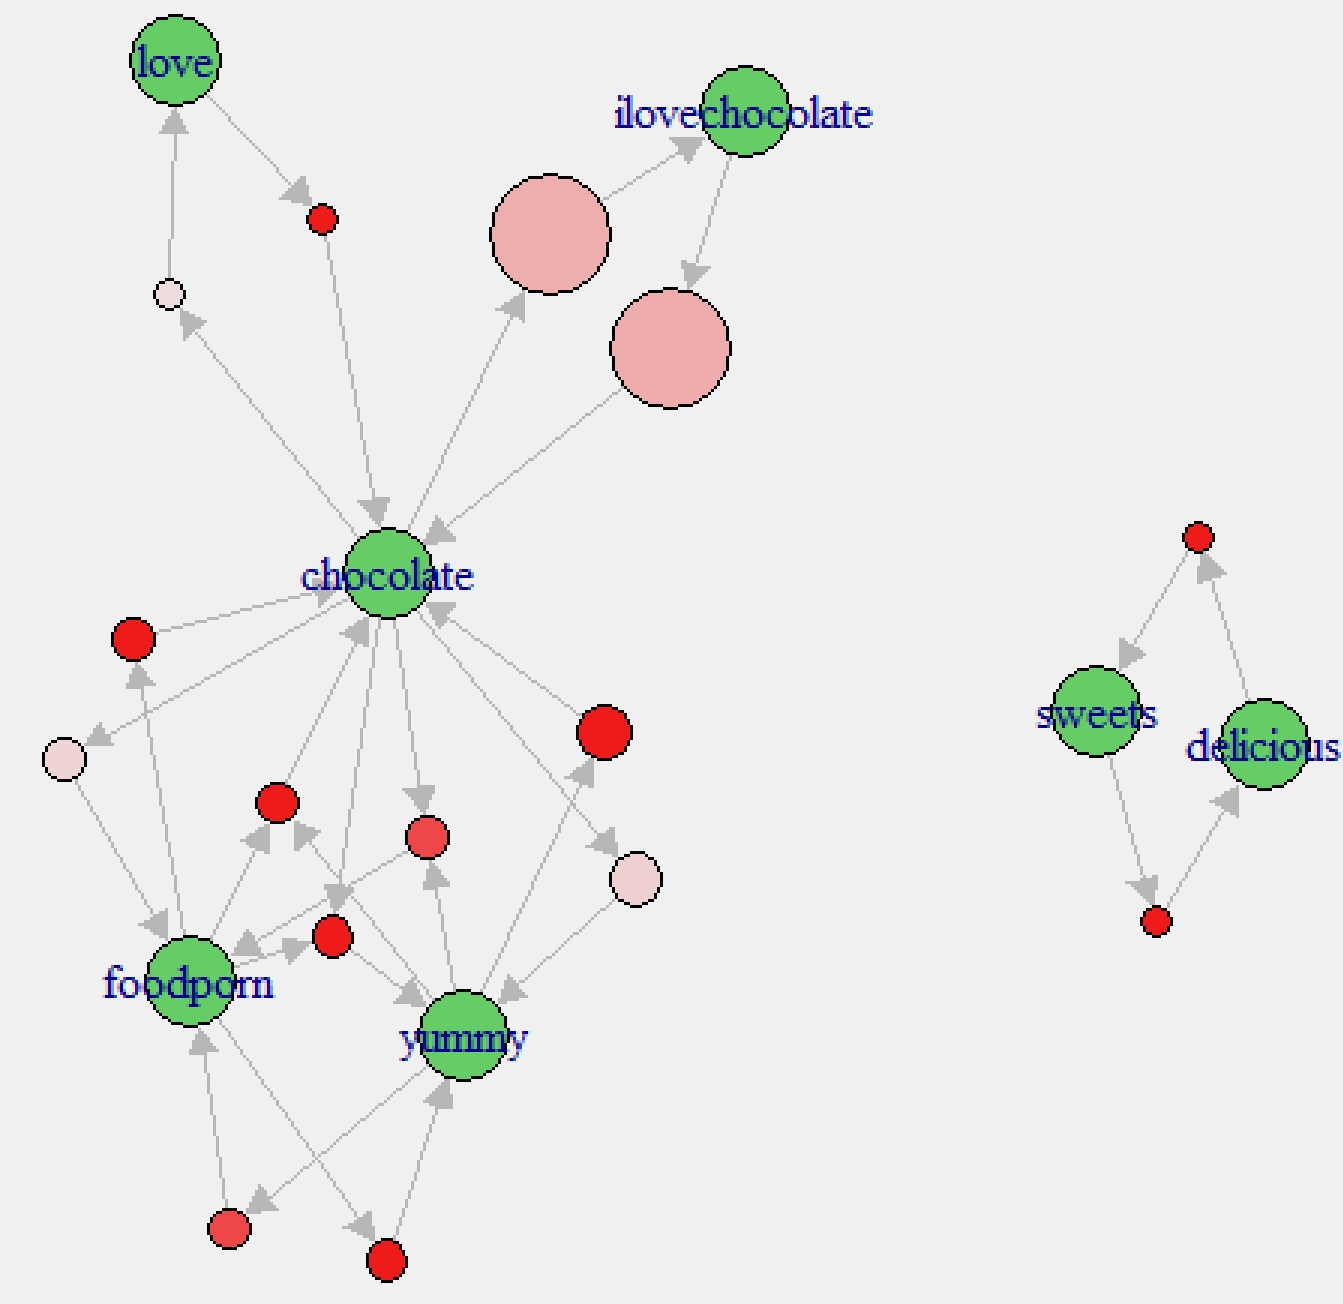 love
ilovechocolate
chocolate
sweets
delicious
foodporn
yummy